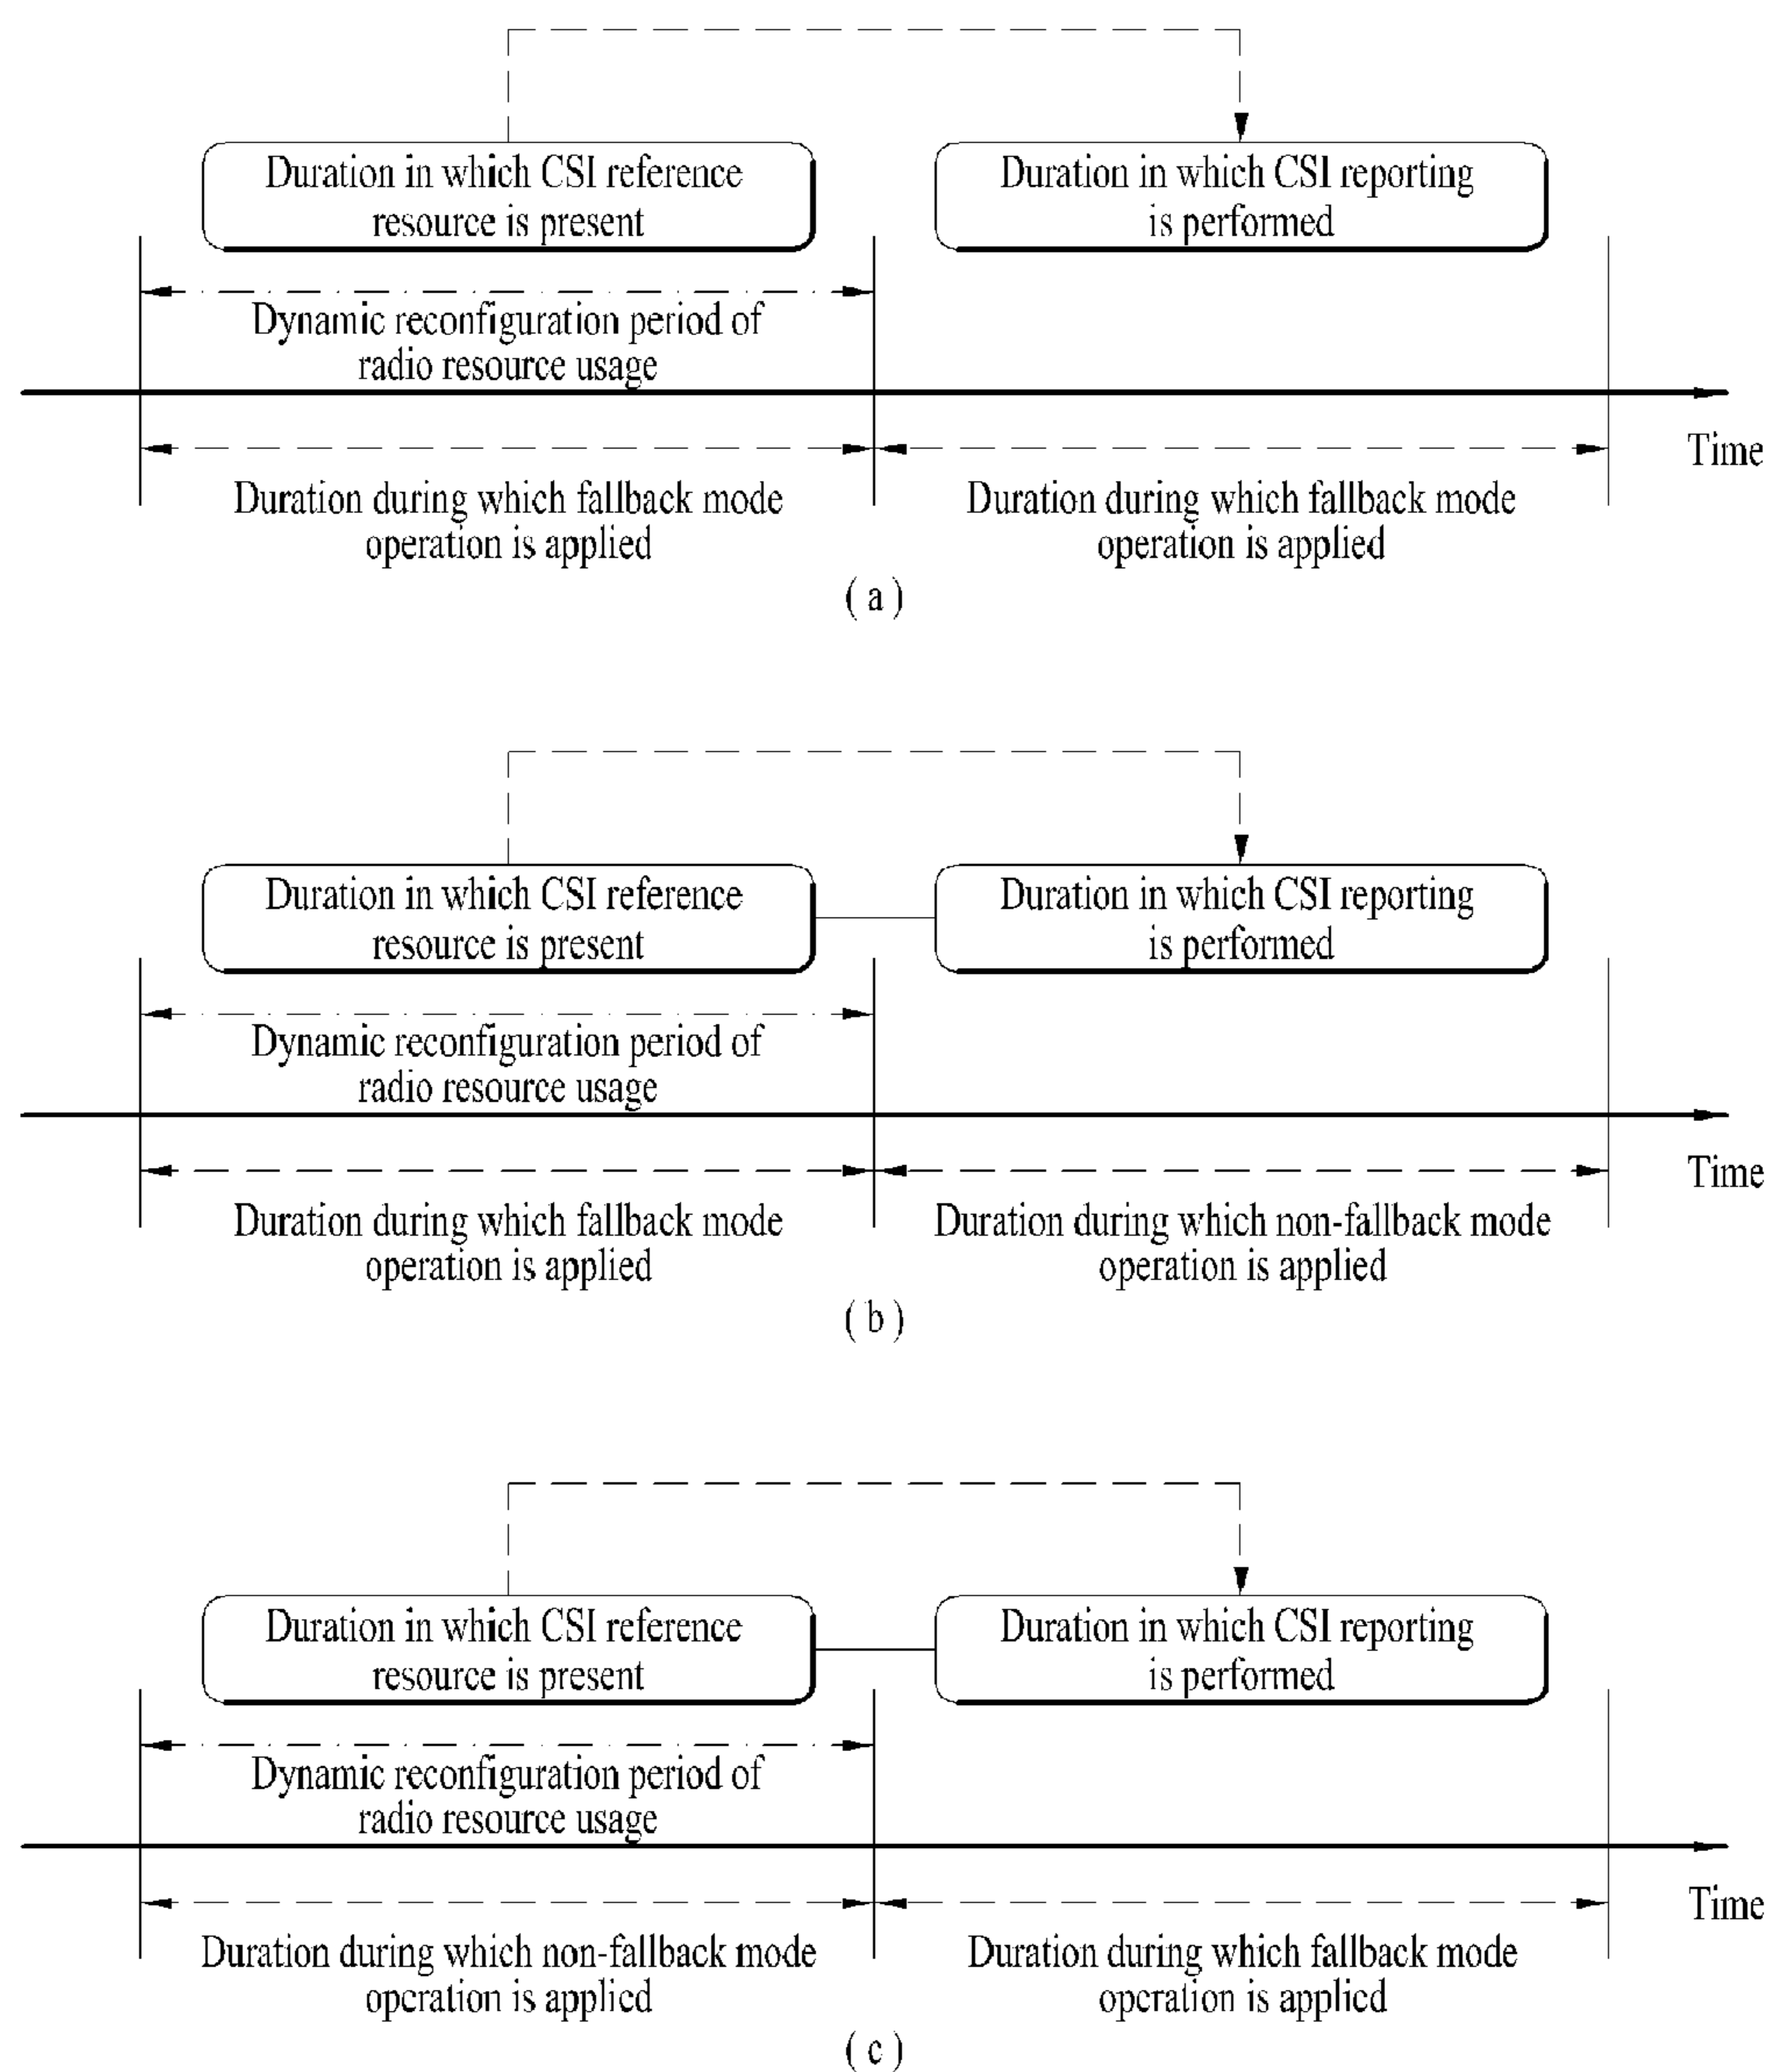 Duration in which CSI reference
resource is present
Duration in which CSI reporting
is performed
Dynamic reconfiguration period of
radio resource usage
Time
Duration during which fallback mode
operation is applied
Duration during which fallback mode
operation is applied
( a )
Duration in which CSI reference
resource is present
Duration in which CSI reporting
is performed
Dynamic reconfiguration period of
radio resource usage
Time
Duration during which fallback mode
operation is applied
Duration during which non-fallback mode
operation is applied
( b )
Duration in which CSI reference
resource is present
Duration in which CSI reporting
is performed
Dynamic reconfiguration period of
radio resource usage
Time
Duration during which non-fallback mode
operation is applied
Duration during which fallback mode
operation is applied
( c )